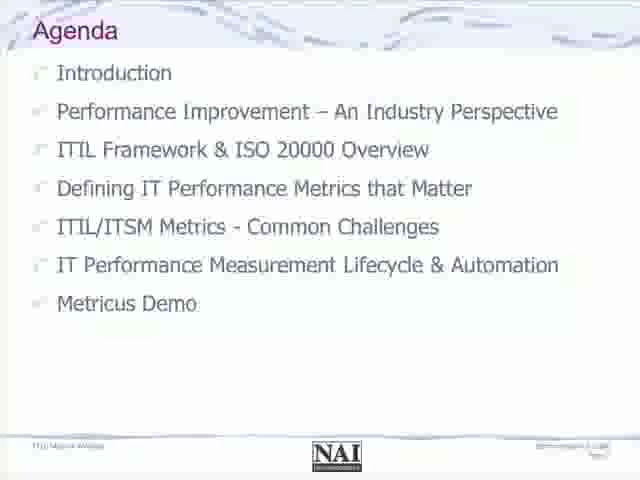 Agenda
Introduction
Performance Improvement – An Industry Perspective
ITIL Framework & ISO 20000 Overview
Defining IT Performance Metrics that Matter
ITIL/ITSM Metrics - Common Challenges
IT Performance Measurement Lifecycle & Automation
Metricus Demo
NAI